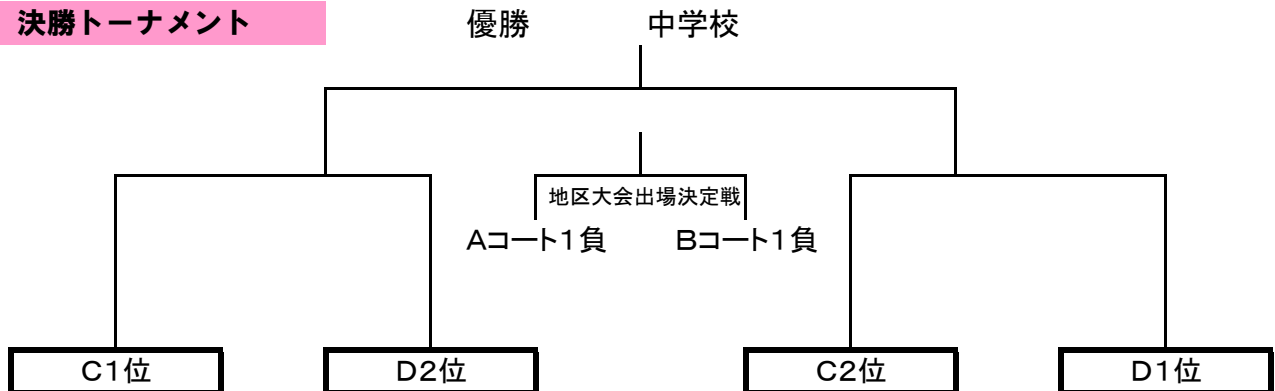 決勝トーナメント
優勝　　中学校
地区大会出場決定戦
Aコート１負　　Bコート１負
C１位　　D２位　　C２位　　D１位